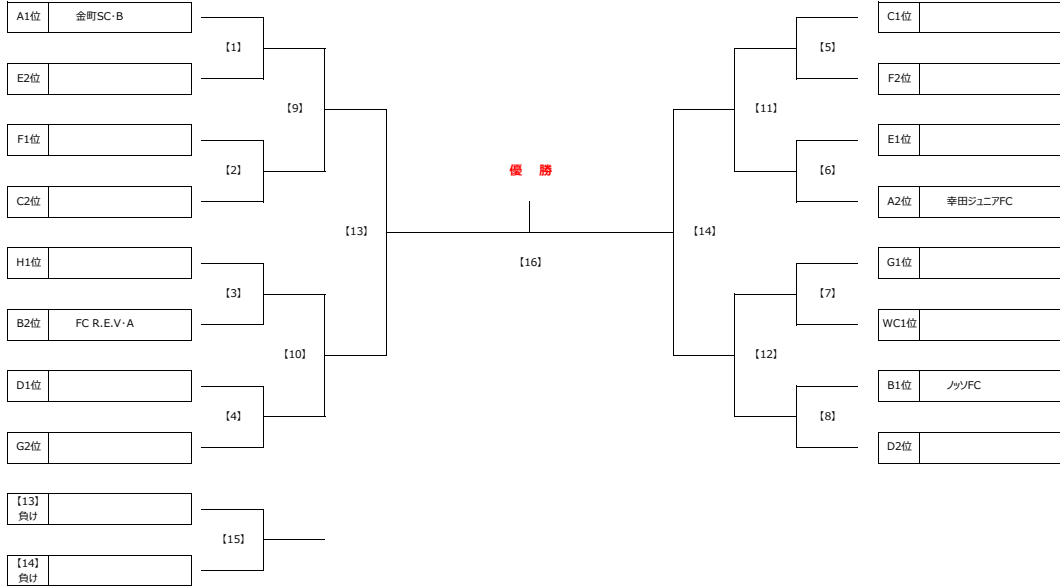 A1位 金町SC・B
【1】
E2位
【9】
F1位
【2】
C2位
【13】
H1位
【3】
B2位 FC R.E.V・A
【10】
D1位
【4】
G2位
【13】
負け
【15】
【14】
負け
優 勝
【16】
C1位
【5】
F2位
【11】
E1位
【6】
A2位 幸田ジュニアFC
【14】
G1位
【7】
WC1位
【12】
B1位 ノッソFC
【8】
D2位